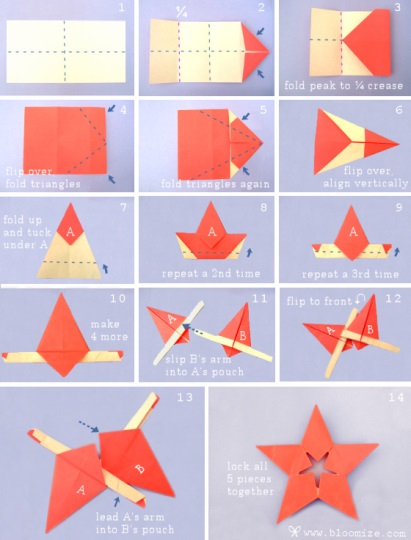 1
¼
2
3
fold peak to ¼ crease
4
flip over
fold triangles
5
fold triangles again
6
flip over
align vertically
7
fold up
and tuck
under A
A
8
A
repeat a 2nd time
9
A
repeat a 3rd time
10
make
4 more
11
A
B
slip B's arm
into A's pouch
12
flip to front
A
B
13
A
B
lead A's arm
into B's pouch
14
lock all
5 pieces
together
www.bloomize.com